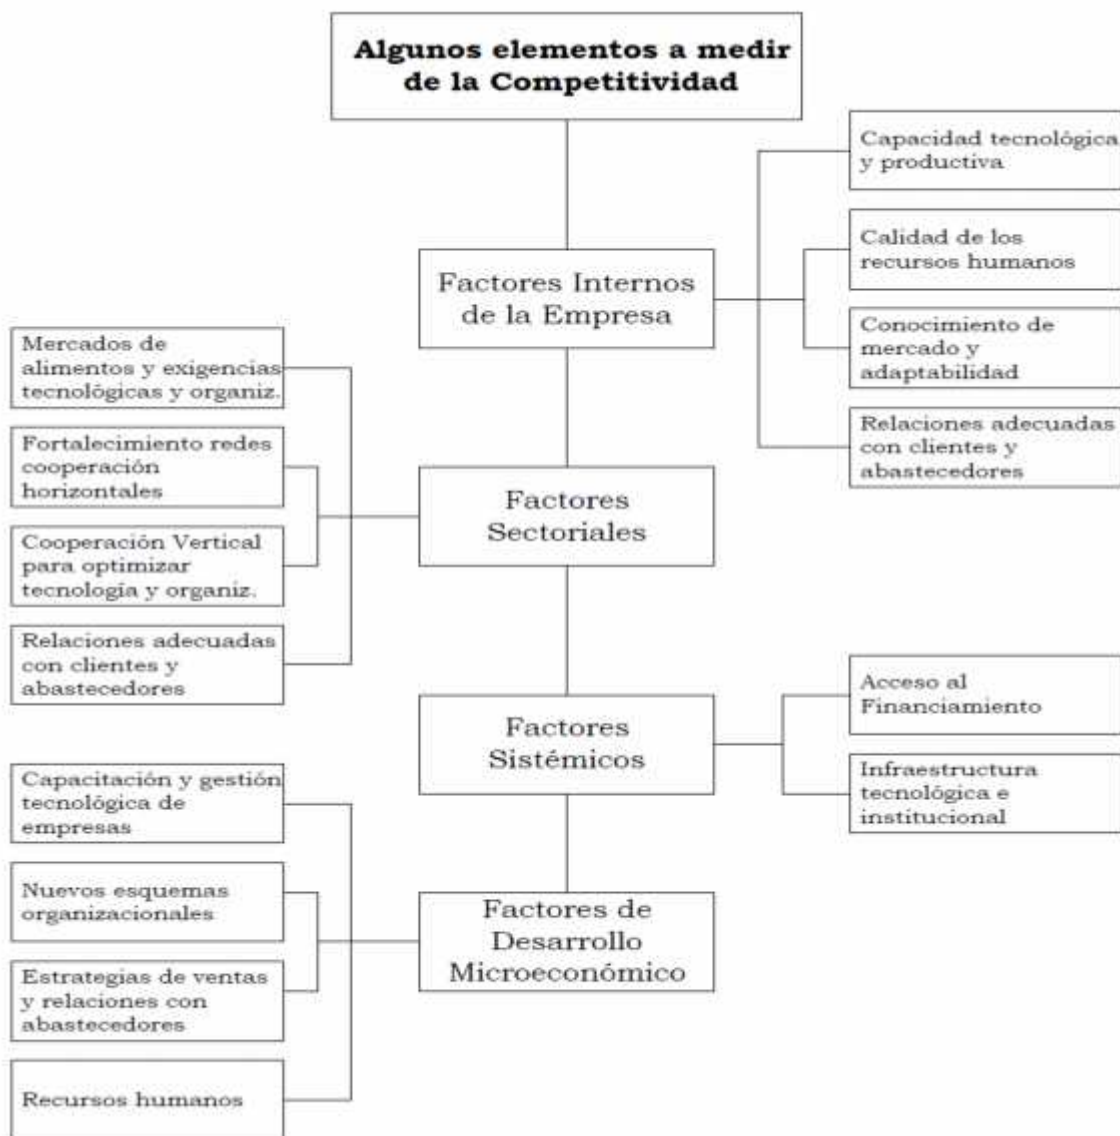 Algunos elementos a medir
de la Competitividad
Factores Internos
de la Empresa
Capacidad tecnológica
y productiva
Calidad de los
recursos humanos
Conocimiento de
mercado y
adaptabilidad
Relaciones adecuadas
con clientes y
abastecedores
Factores
Sectoriales
Mercados de
alimentos y exigencias
tecnológicas y organiz.
Fortalecimiento redes
cooperación
horizontales
Cooperación Vertical
para optimizar
tecnología y organiz.
Relaciones adecuadas
con clientes y
abastecedores
Factores
Sistémicos
Acceso al
Financiamiento
Infraestructura
tecnológica e
institucional
Factores de
Desarrollo
Microeconómico
Capacitación y gestión
tecnológica de
empresas
Nuevos esquemas
organizacionales
Estrategias de ventas
y relaciones con
abastecedores
Recursos humanos